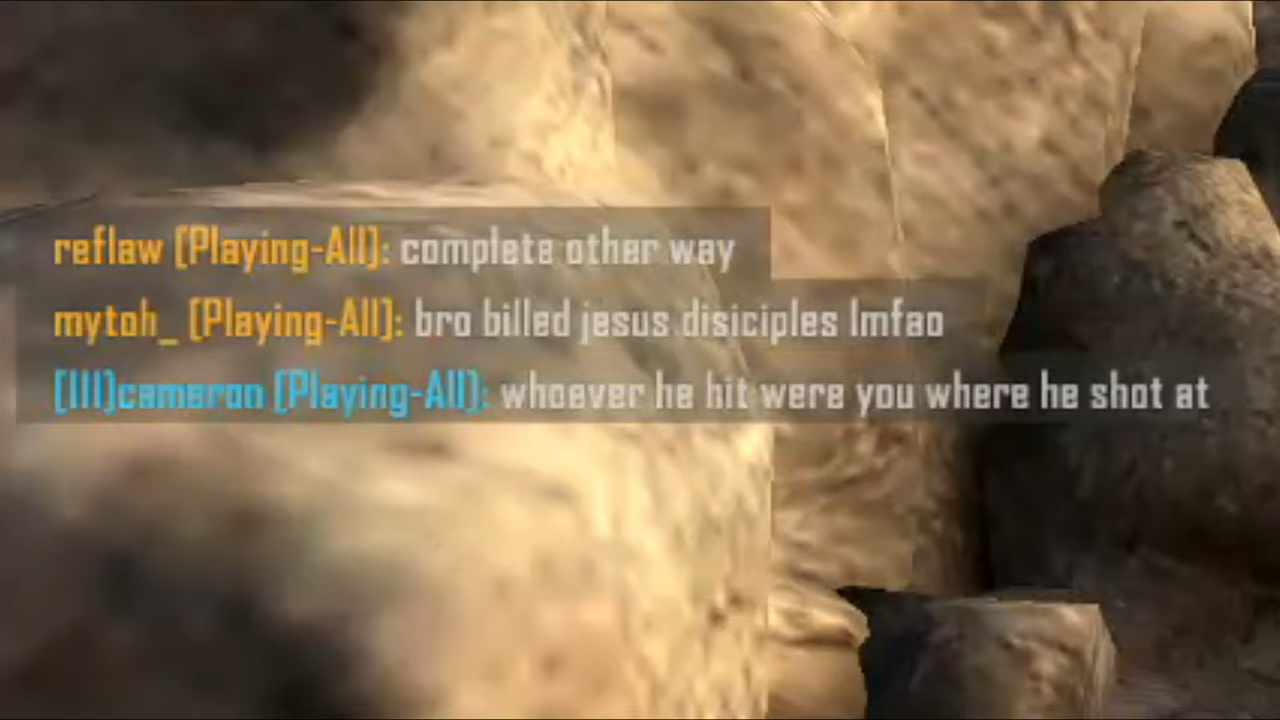 reflaw [Playing-All]: complete other way
mytoh_ [Playing-All]: bro billed jesus disiciples lmfao
[III]cameron [Playing-All]: whoever he hit were you where he shot at